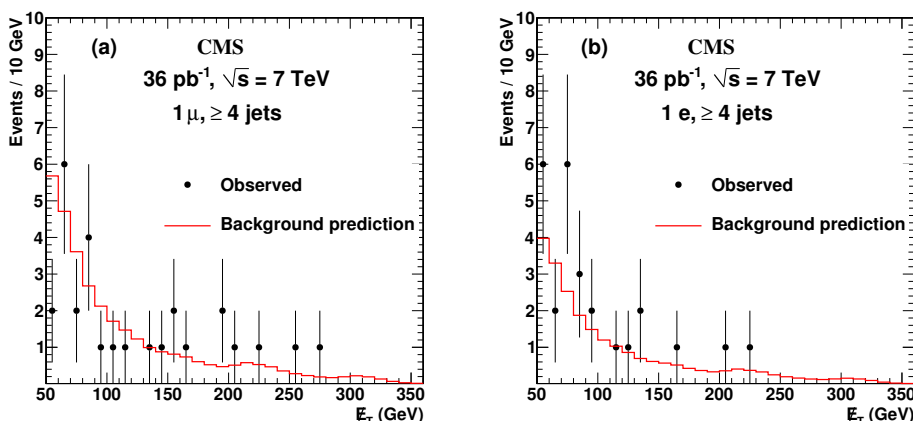 (a) CMS
36 pb⁻¹, √s = 7 TeV
1 μ, ≥ 4 jets
Observed
Background prediction
Events / 10 GeV
10
9
8
7
6
5
4
3
2
1
50 100 150 200 250 300 350
E̸_T (GeV)
(b) CMS
36 pb⁻¹, √s = 7 TeV
1 e, ≥ 4 jets
Observed
Background prediction
Events / 10 GeV
10
9
8
7
6
5
4
3
2
1
50 100 150 200 250 300 350
E̸_T (GeV)